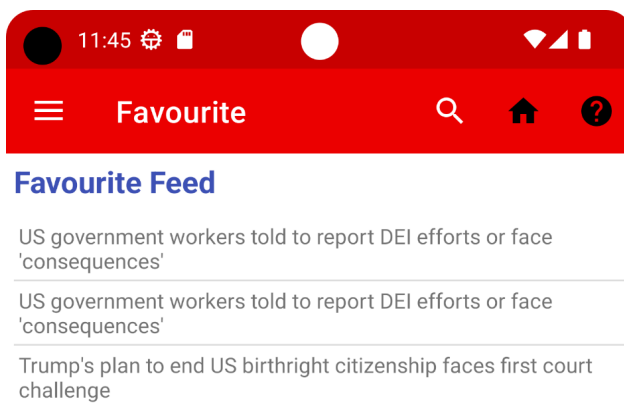 11:45
Favourite
Favourite Feed
US government workers told to report DEI efforts or face
'consequences'
US government workers told to report DEI efforts or face
'consequences'
Trump's plan to end US birthright citizenship faces first court
challenge